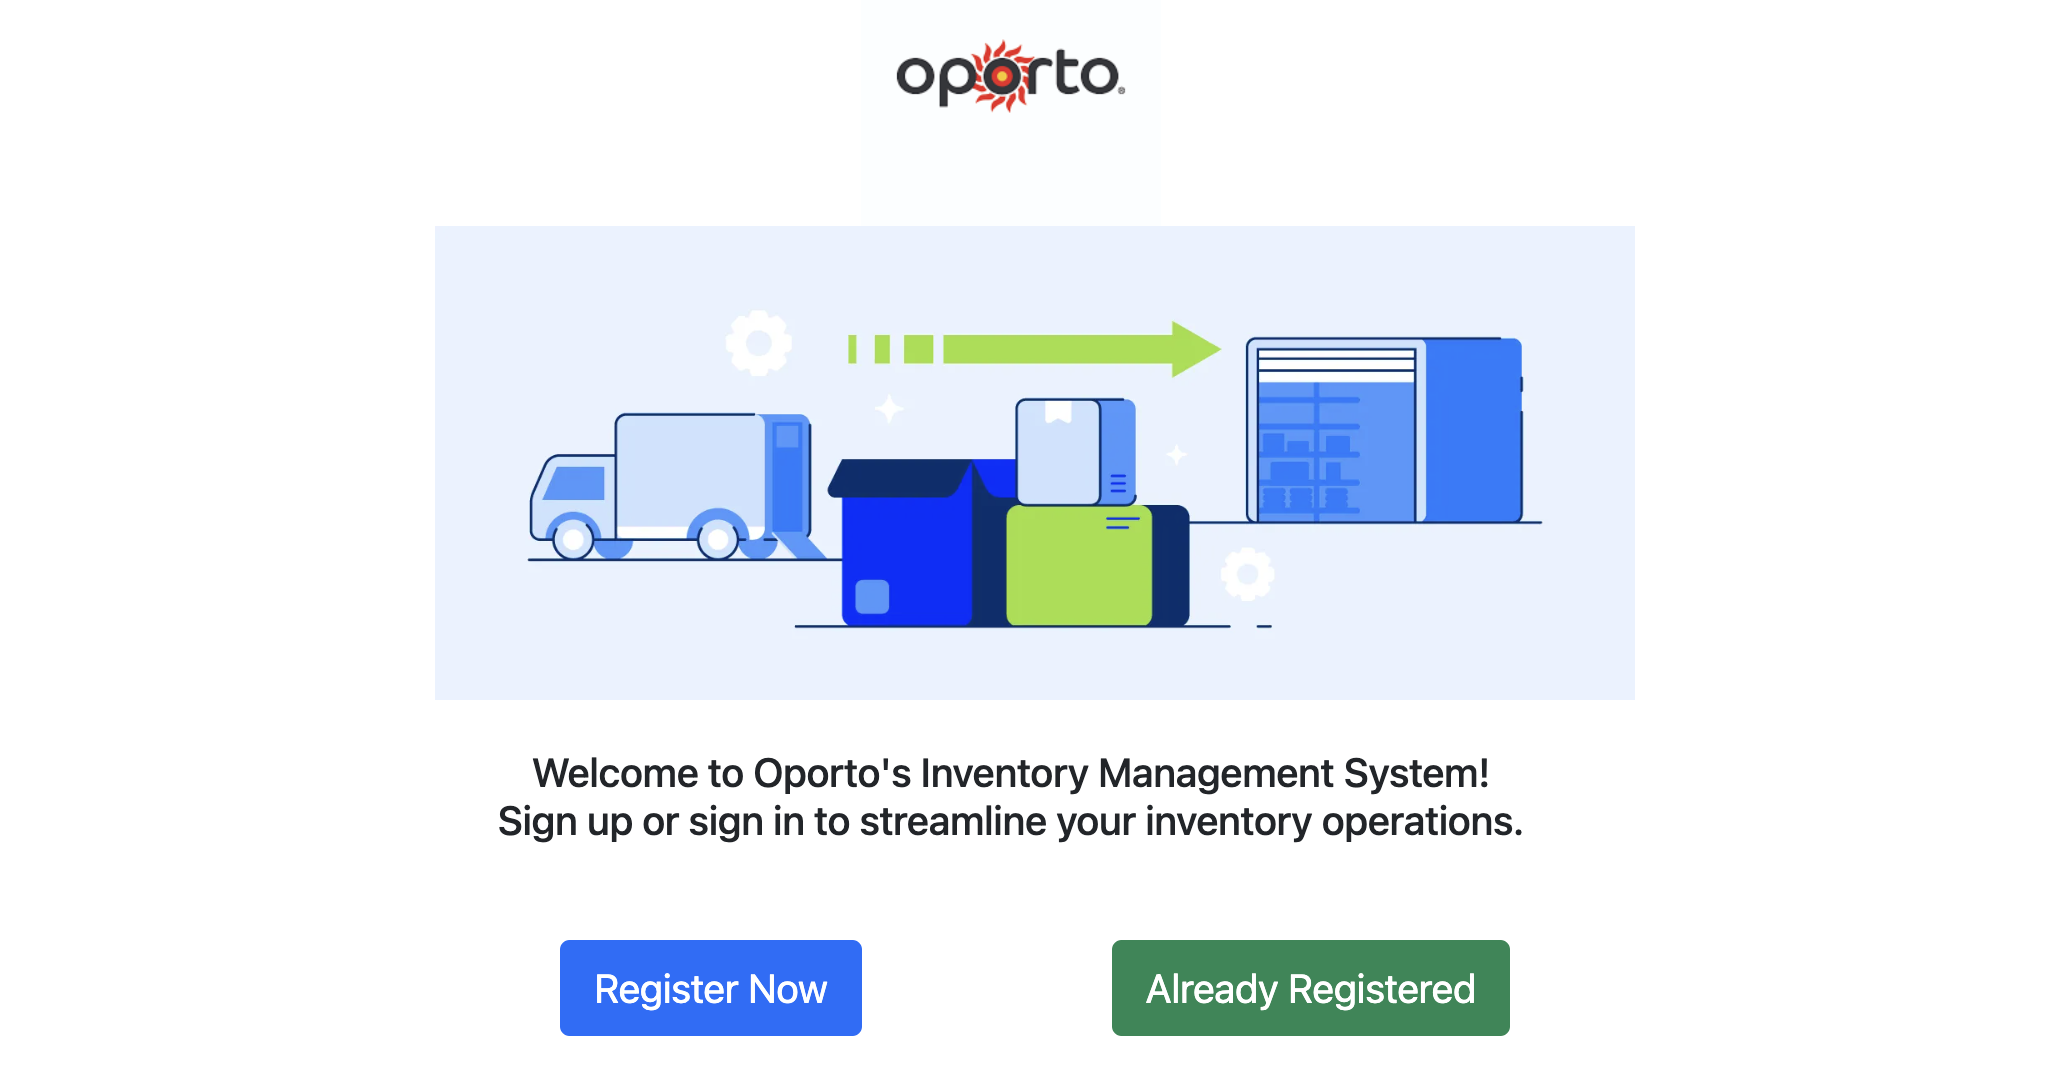 oporto®
Welcome to Oporto's Inventory Management System!
Sign up or sign in to streamline your inventory operations.
Register Now
Already Registered